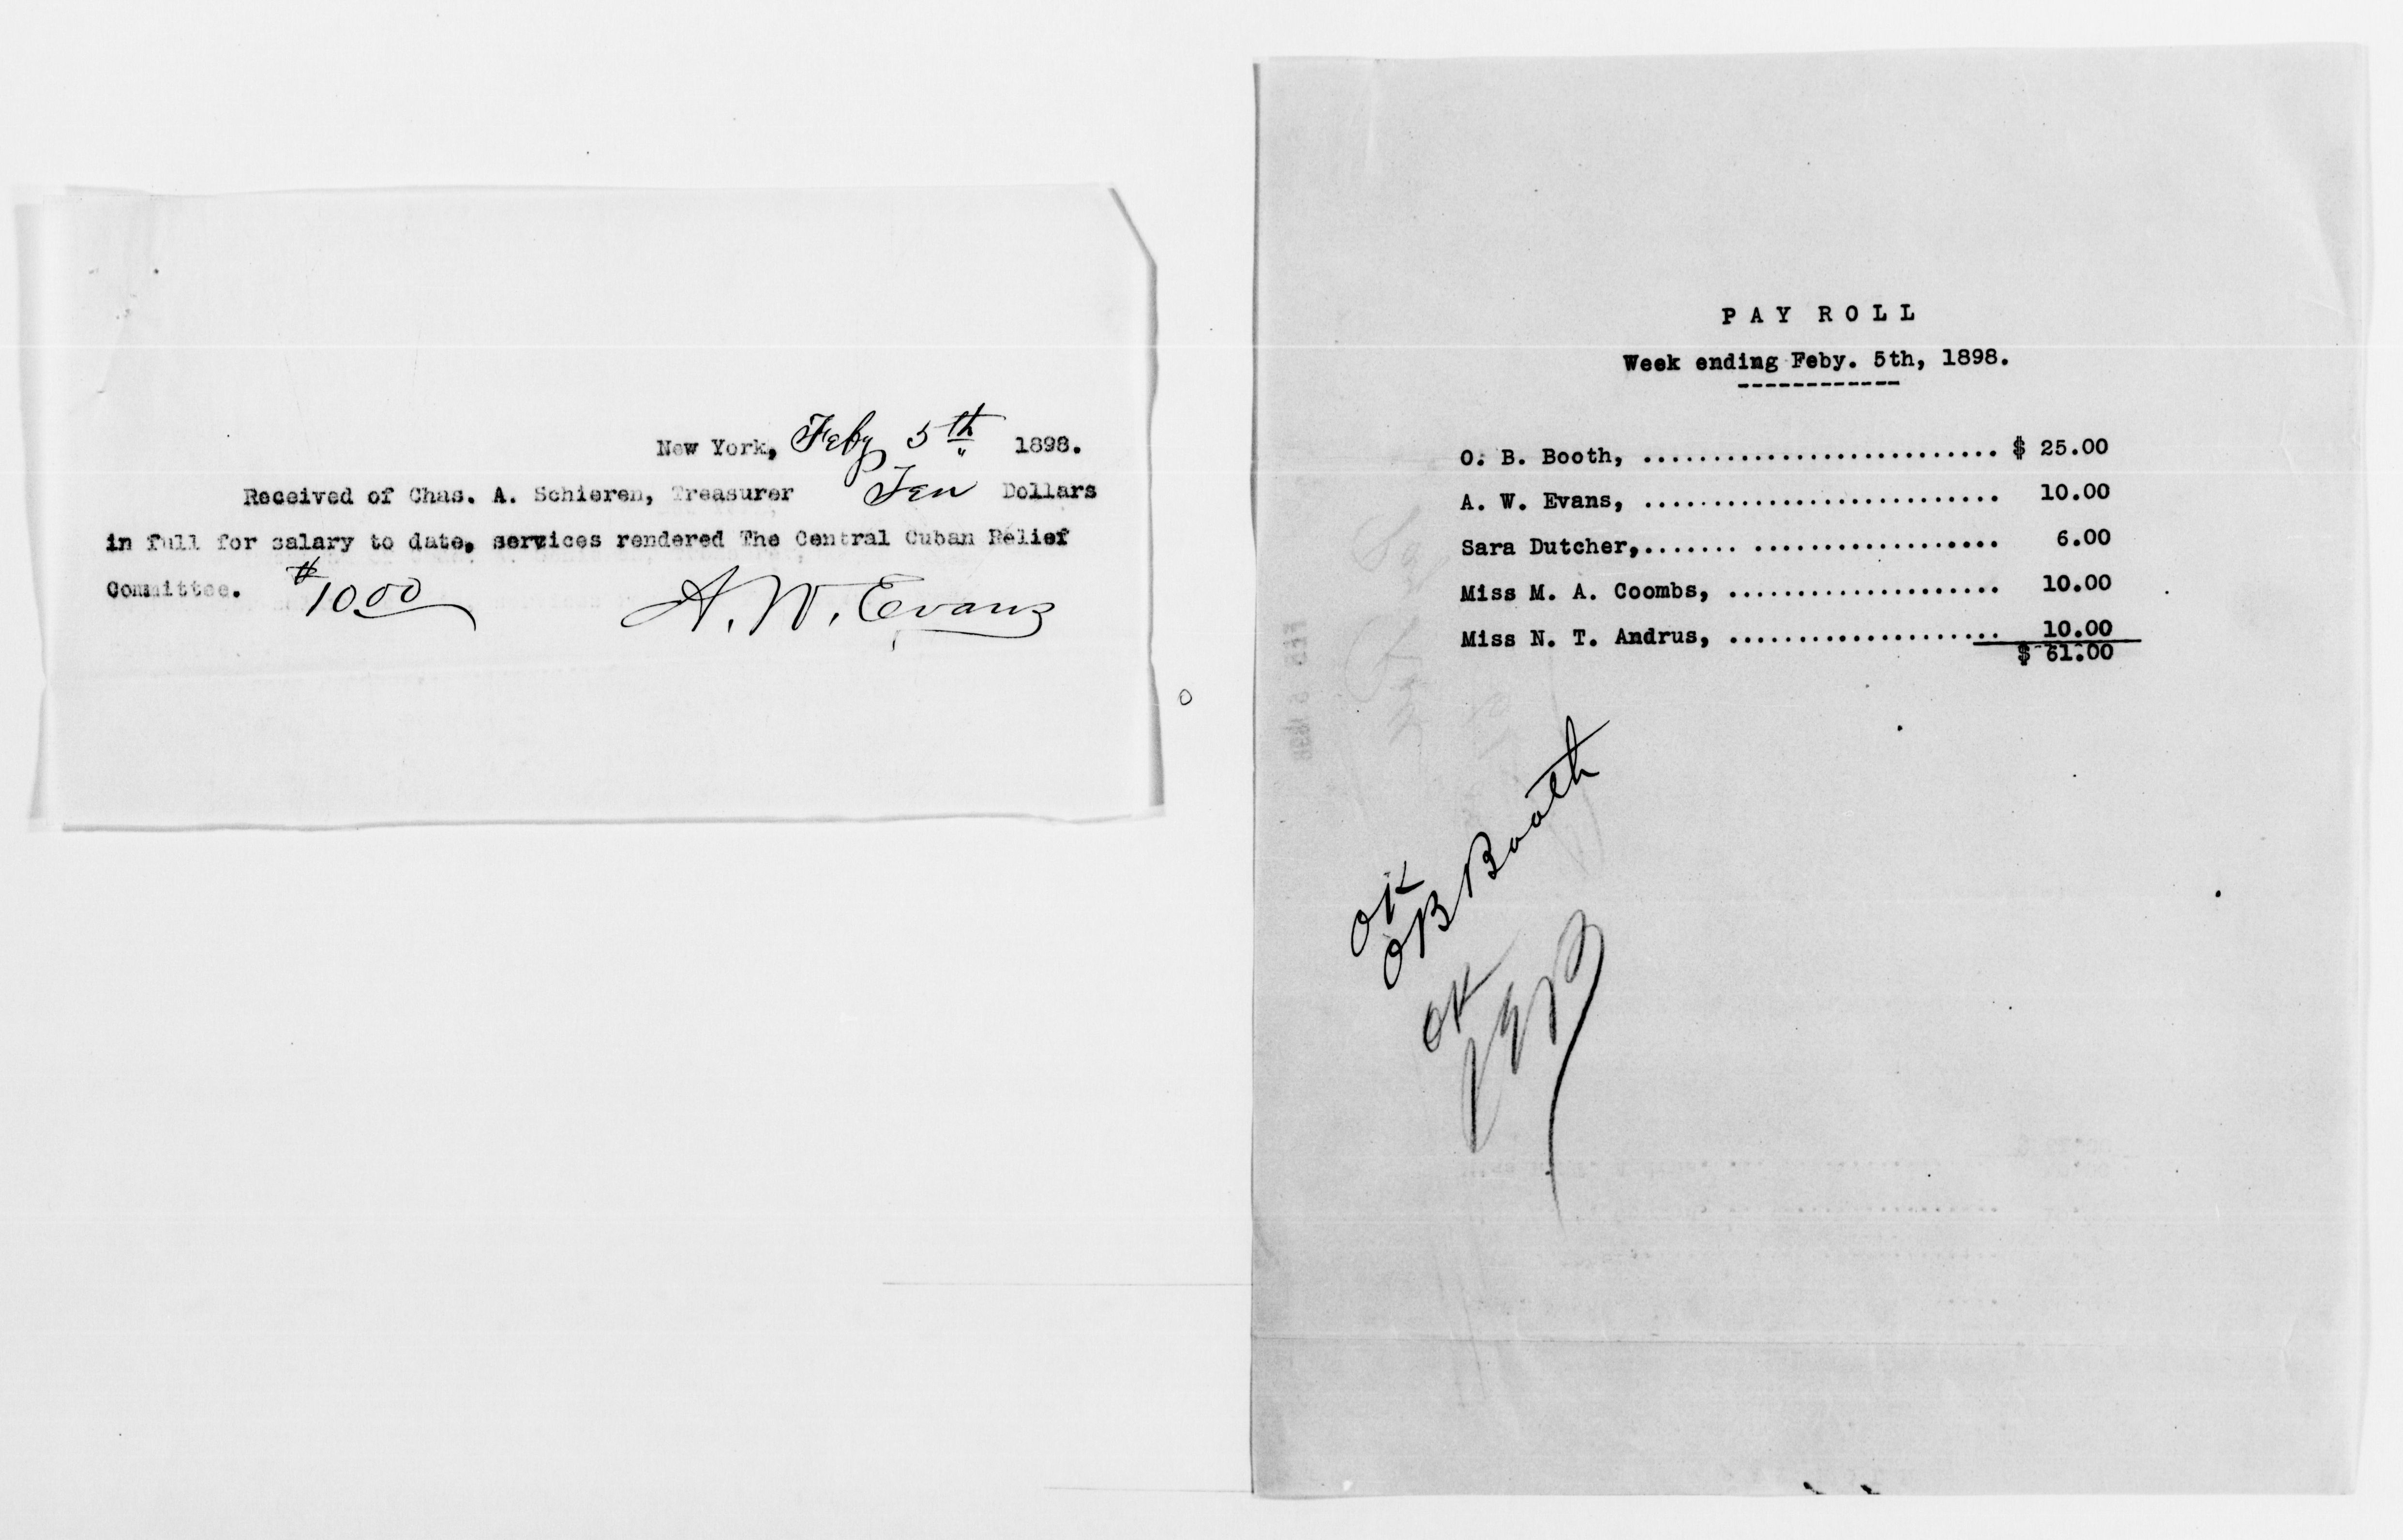 New York, Feby 5th 1898.
Received of Chas. A. Schieren, Treasurer Ten Dollars
in full for salary to date, services rendered The Central Cuban Relief
Committee. $10.00 A. W. Evans
PAY ROLL
Week ending Feby. 5th, 1898.
------------
O. B. Booth, .......................... $ 25.00
A. W. Evans, .......................... 10.00
Sara Dutcher,....... .................. 6.00
Miss M. A. Coombs, .................... 10.00
Miss N. T. Andrus, .................... 10.00
$ 61.00
OK
OB Booth
OK